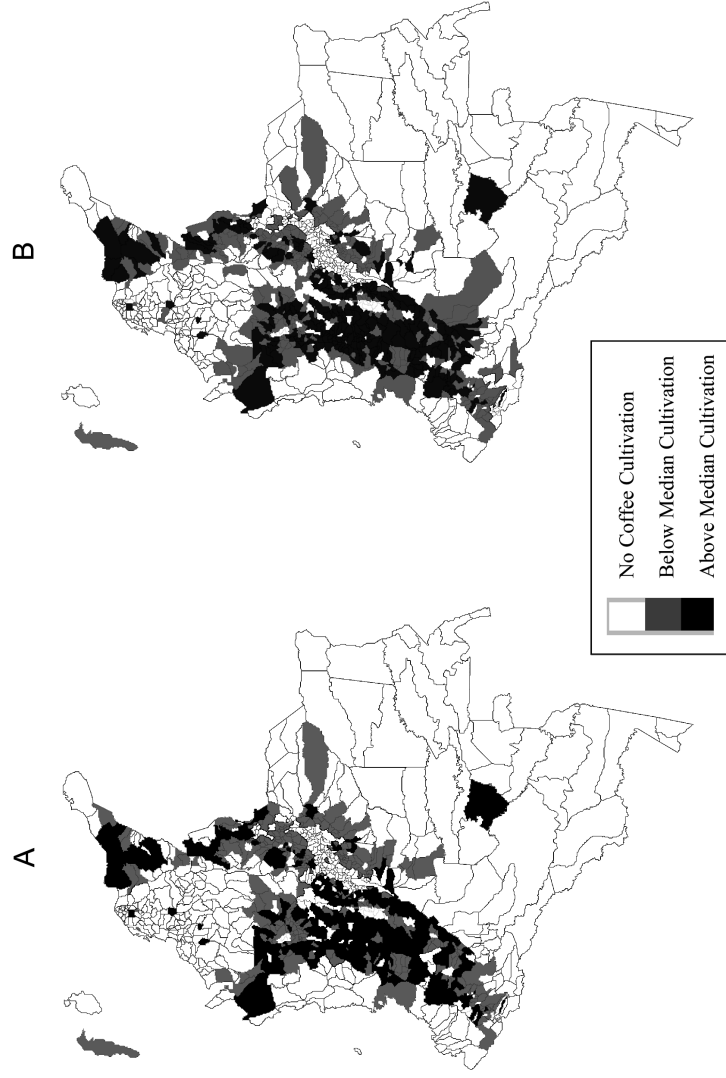 A
B
No Coffee Cultivation
Below Median Cultivation
Above Median Cultivation